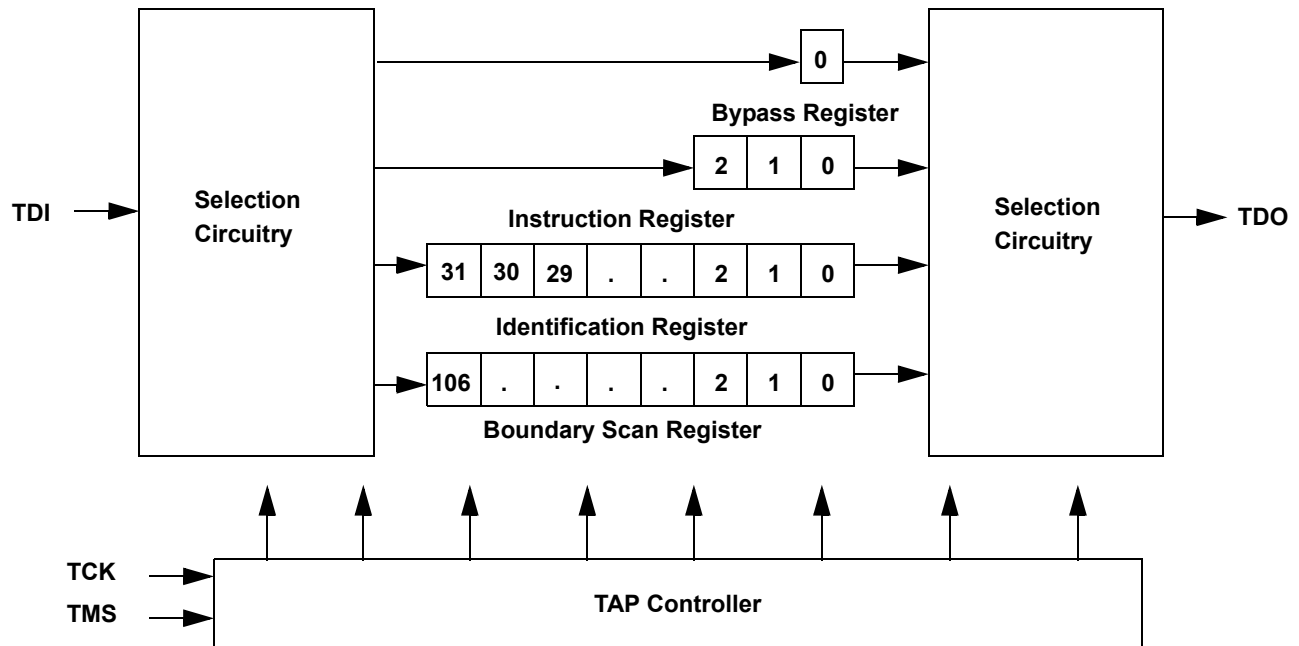 0
Bypass Register
2 1 0
TDI
Selection
Circuitry
Selection
Circuitry
TDO
Instruction Register
31 30 29 . . 2 1 0
Identification Register
106 . . . . 2 1 0
Boundary Scan Register
TCK
TMS
TAP Controller